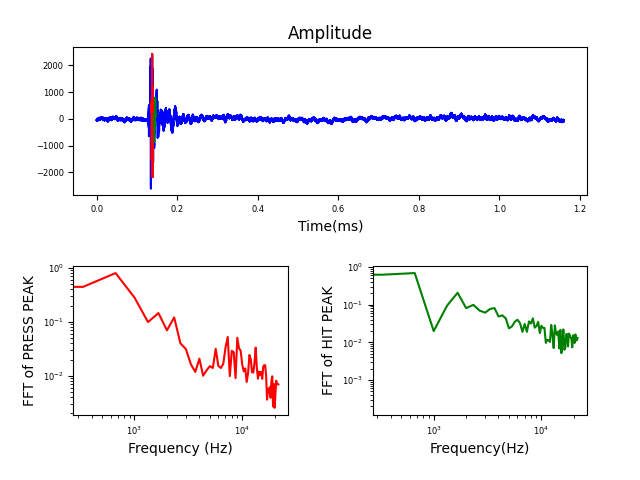 Amplitude
2000
1000
0
−1000
−2000
0.0 0.2 0.4 0.6 0.8 1.0 1.2
Time(ms)
FFT of PRESS PEAK
10⁰
10⁻¹
10⁻²
10³ 10⁴
Frequency (Hz)
FFT of HIT PEAK
10⁰
10⁻¹
10⁻²
10⁻³
10³ 10⁴
Frequency(Hz)